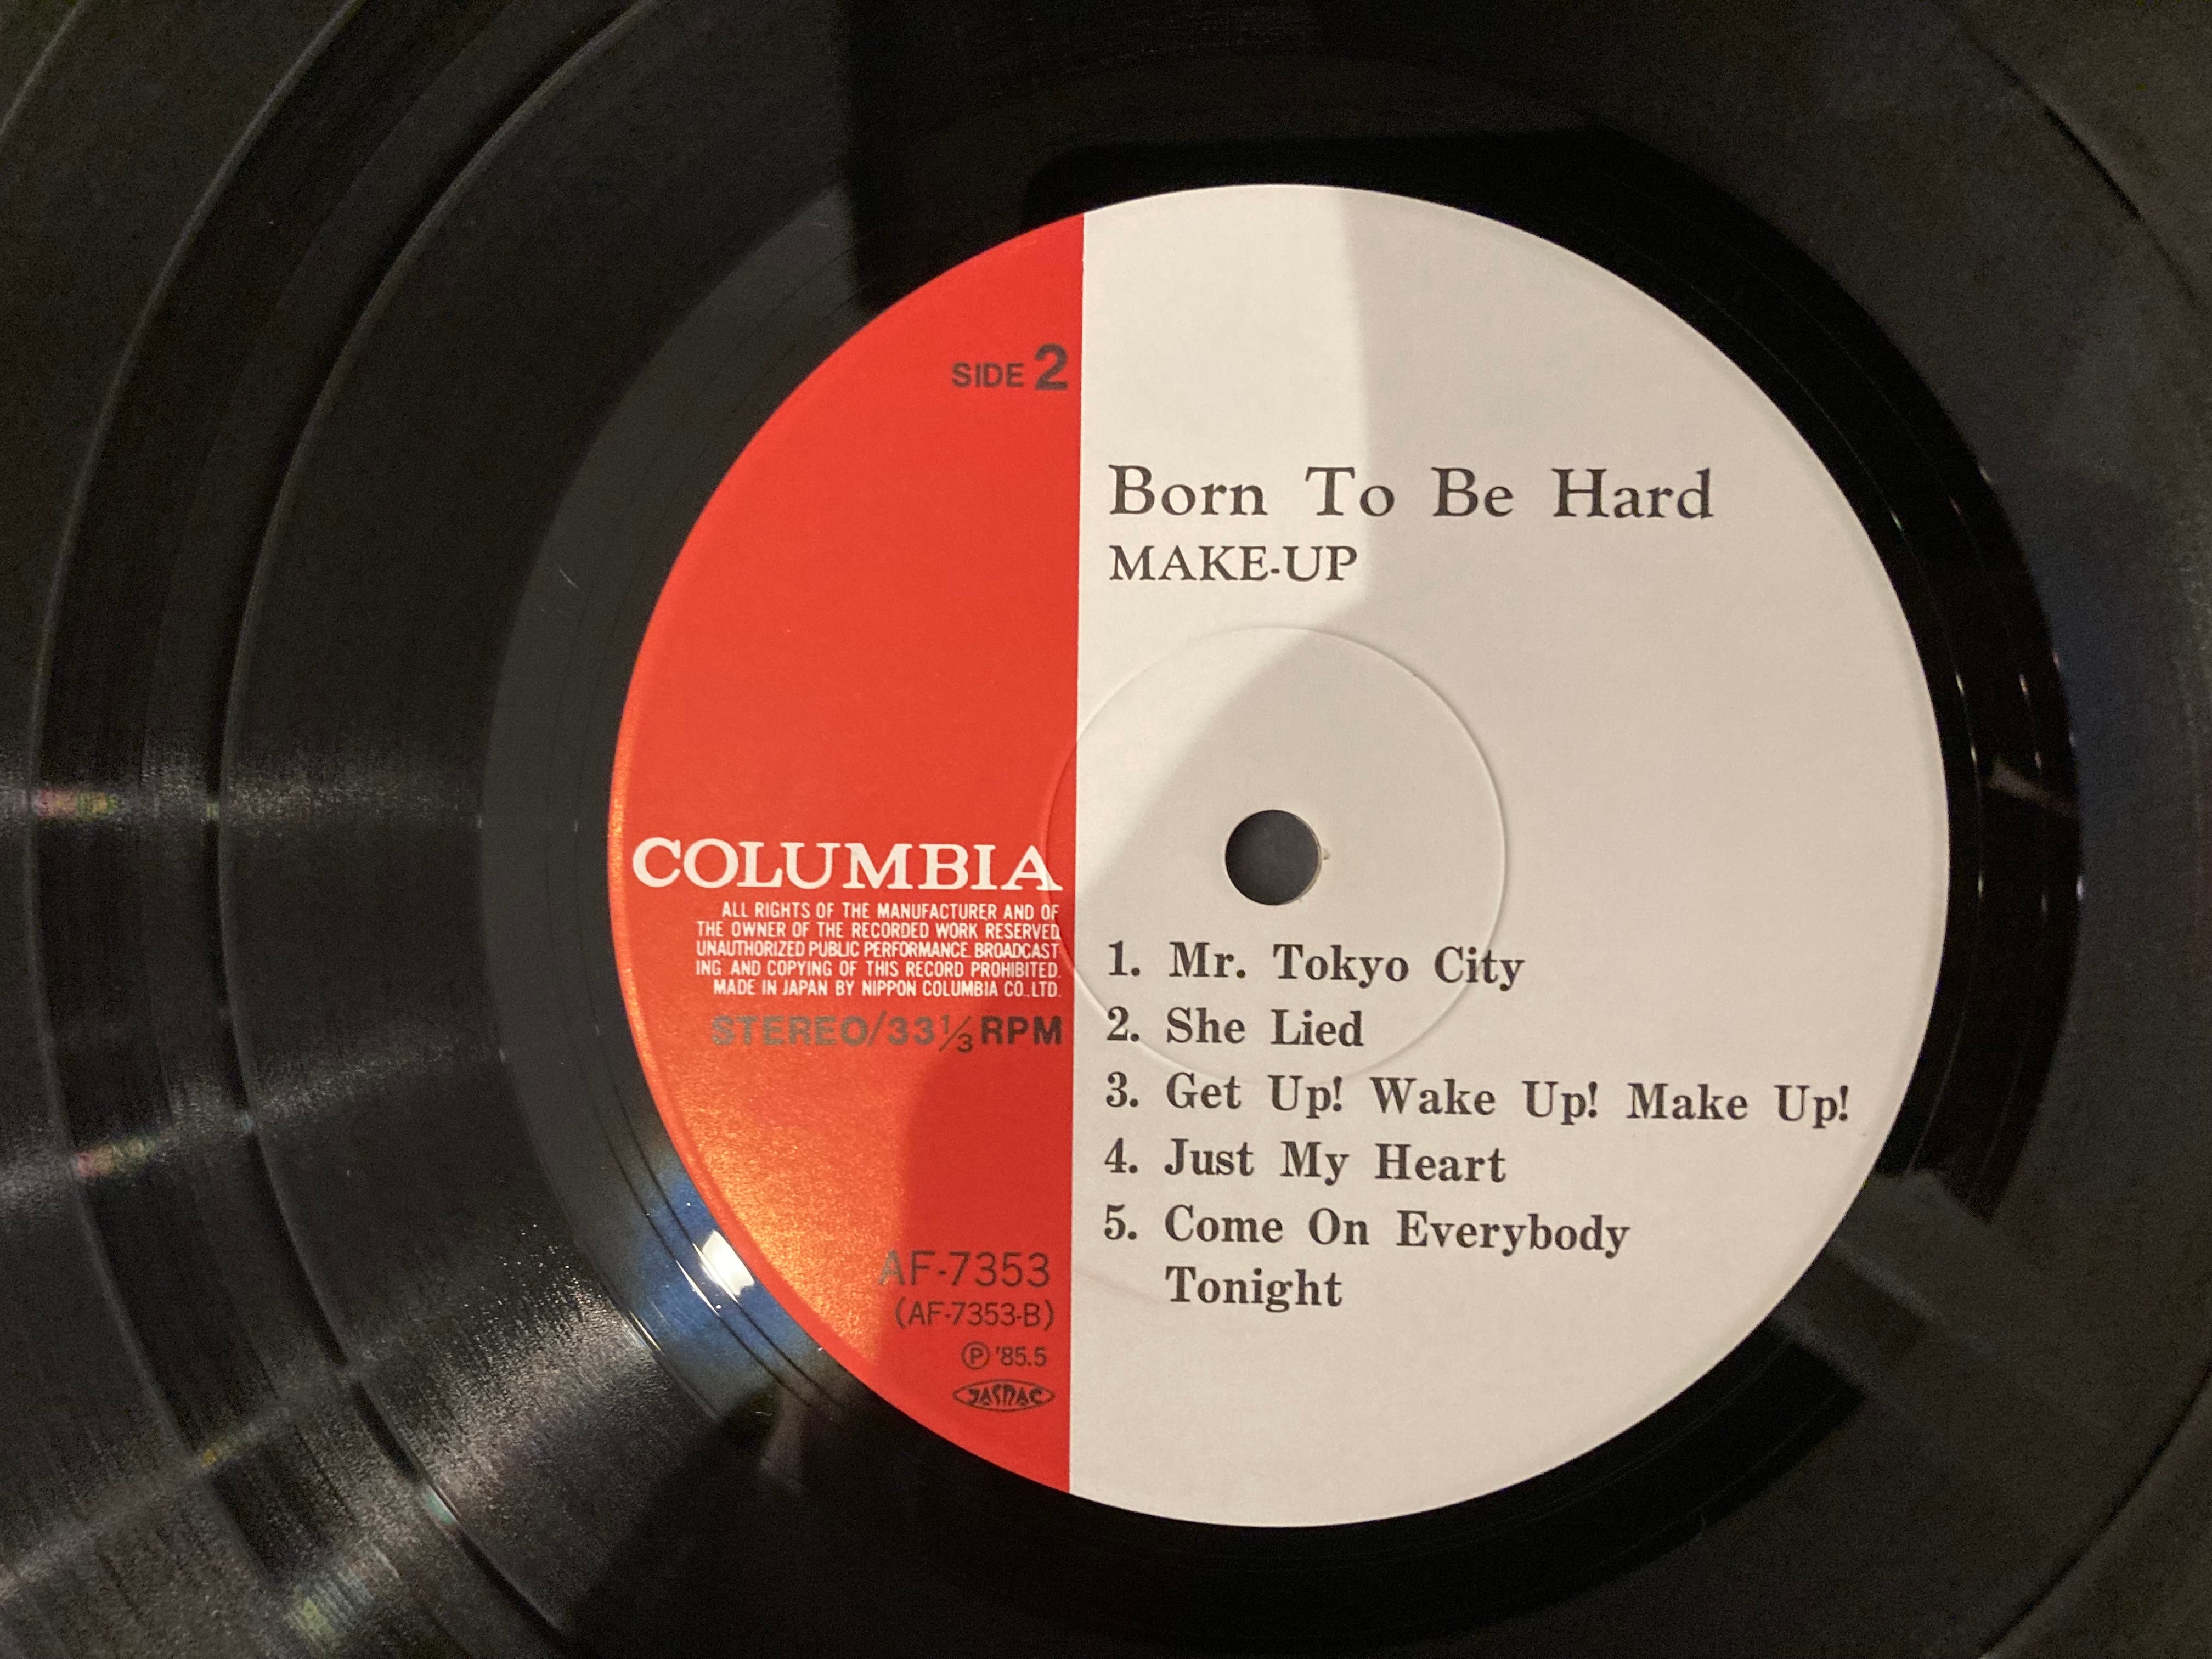 SIDE 2
Born To Be Hard
MAKE-UP
COLUMBIA
ALL RIGHTS OF THE MANUFACTURER AND OF
THE OWNER OF THE RECORDED WORK RESERVED
UNAUTHORIZED PUBLIC PERFORMANCE. BROADCAST
ING AND COPYING OF THIS RECORD PROHIBITED.
MADE IN JAPAN BY NIPPON COLUMBIA CO.,LTD.
STEREO/33⅓RPM
1. Mr. Tokyo City
2. She Lied
3. Get Up! Wake Up! Make Up!
4. Just My Heart
5. Come On Everybody
Tonight
AF-7353
(AF-7353-B)
Ⓟ'85.5
JASRAC